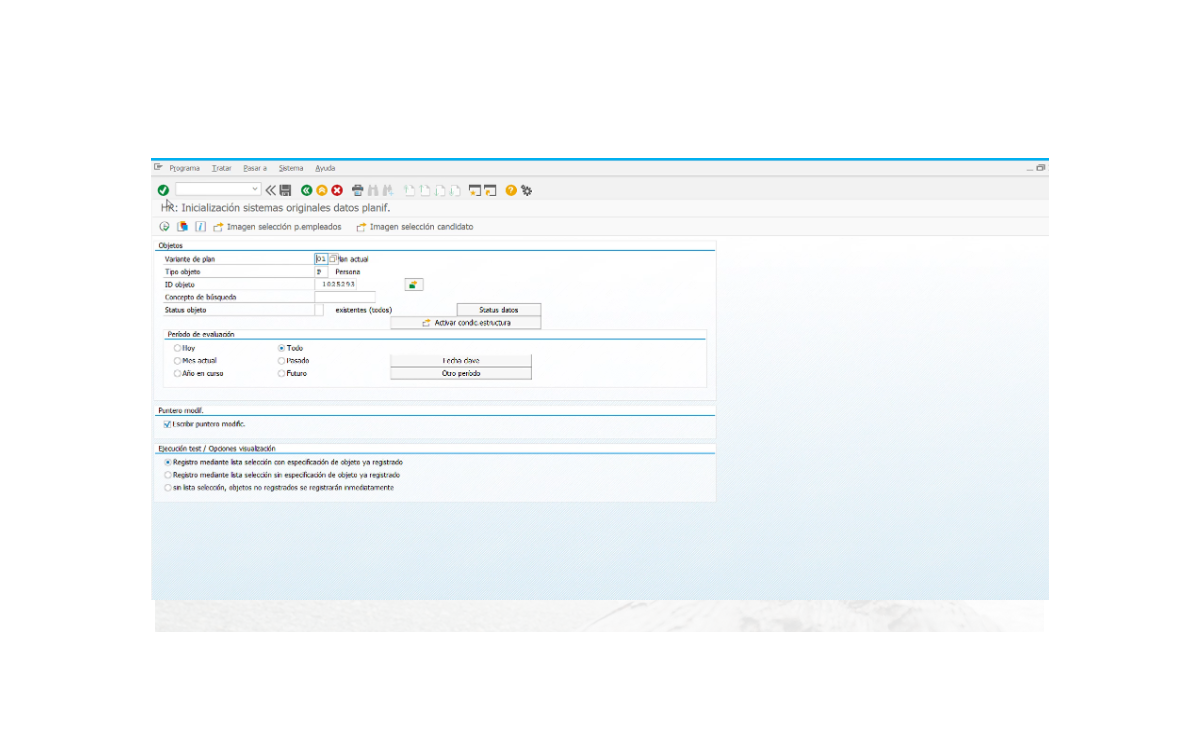 Programa Tratar Pasar a Sistema Ayuda
HR: Inicialización sistemas originales datos planif.
Imagen selección p.empleados Imagen selección candidato
Objetos
Variante de plan 01 lan actual
Tipo objeto P Persona
ID objeto 1025293
Concepto de búsqueda
Status objeto existentes (todos) Status datos
Activar condic.estructura
Período de evaluación
Hoy Todo
Mes actual Pasado Fecha clave
Año en curso Futuro Otro período
Puntero modif.
Escribir puntero modific.
Ejecución test / Opciones visualización
Registro mediante lista selección con especificación de objeto ya registrado
Registro mediante lista selección sin especificación de objeto ya registrado
sin lista selección, objetos no registrados se registrarán inmediatamente